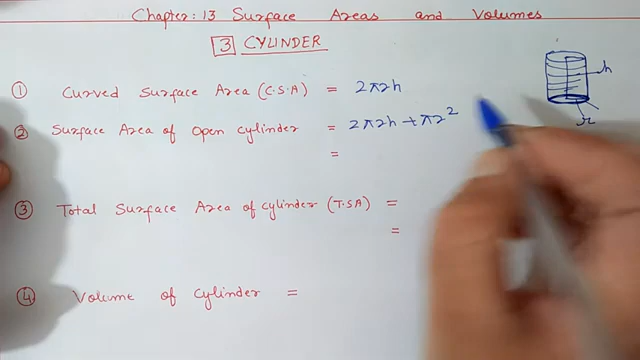 Chapter: 13 Surface Areas and Volumes
3 CYLINDER
① Curved Surface Area (C.S.A) = 2πrh
h
② Surface Area of Open cylinder = 2πrh + πr²
r
=
③ Total Surface Area of cylinder (T.S.A) =
=
④ Volume of cylinder =